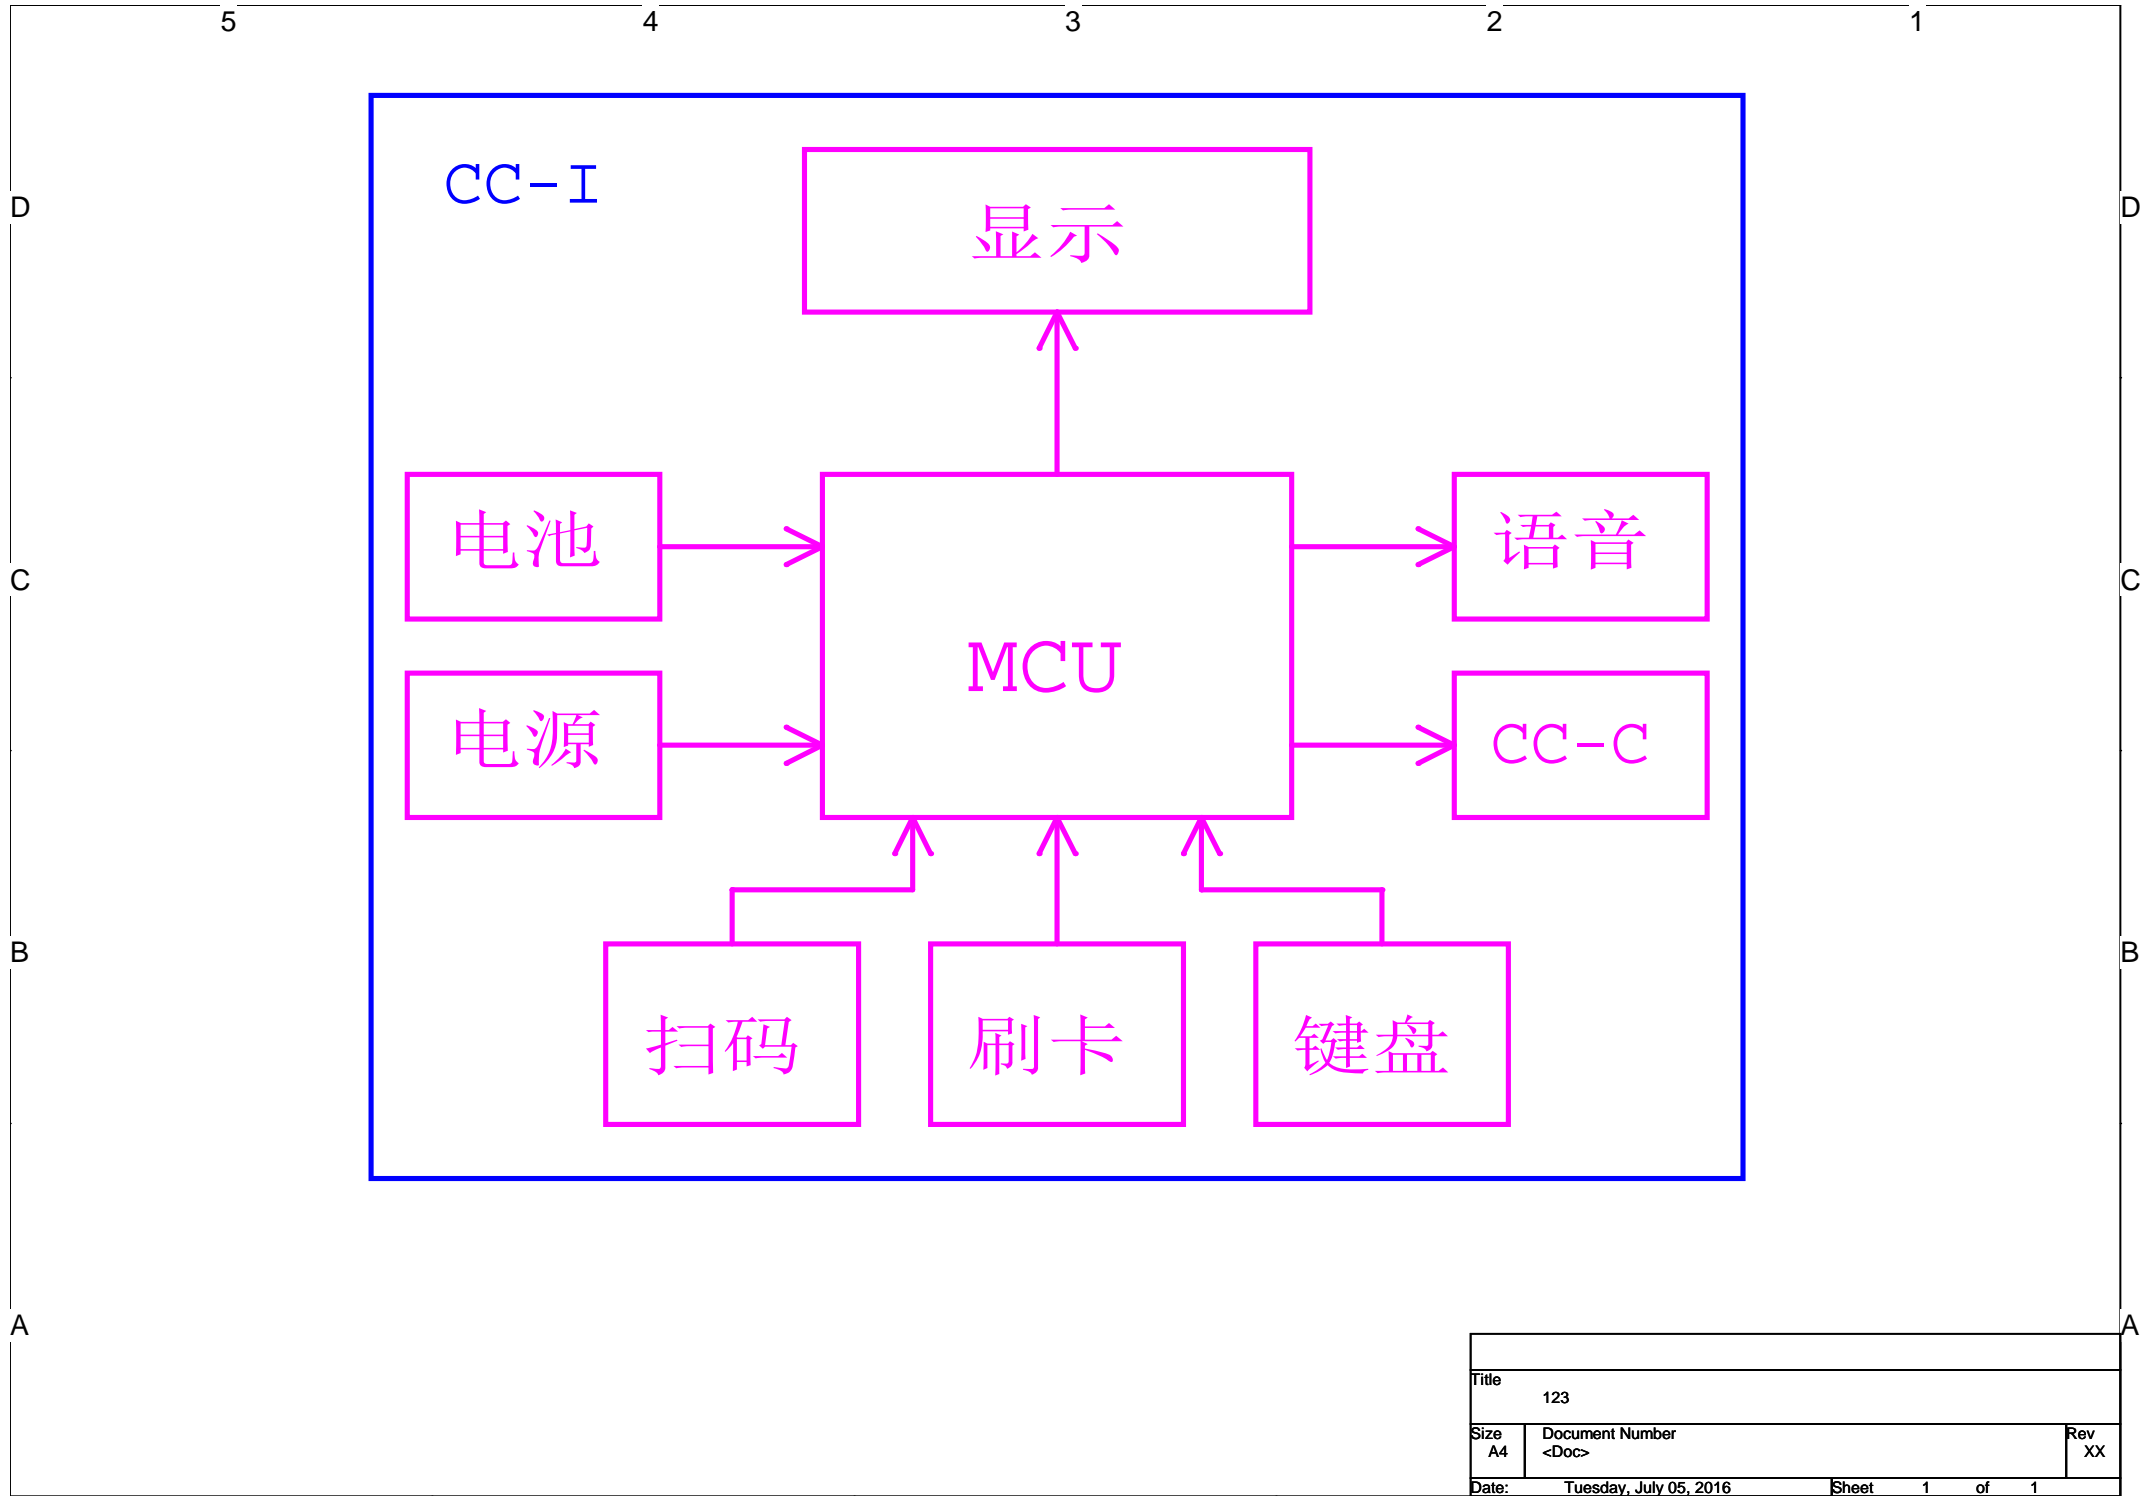 5 4 3 2 1
CC-I
显示
D D
电池 语音
C C
MCU
电源 CC-C
B B
扫码 刷卡 键盘
A A
Title
123
Size Document Number Rev
A4 <Doc> XX
Date: Tuesday, July 05, 2016 Sheet 1 of 1